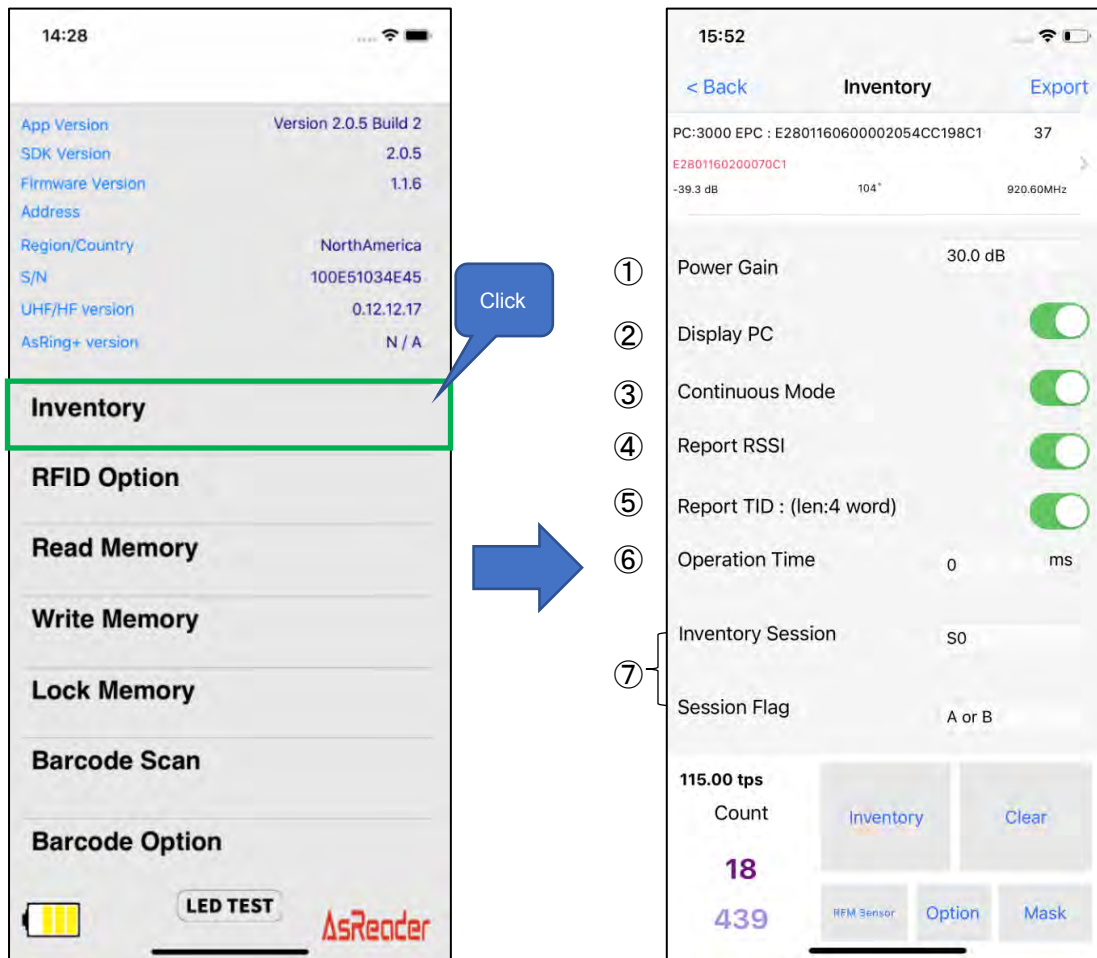 14:28
App Version Version 2.0.5 Build 2
SDK Version 2.0.5
Firmware Version 1.1.6
Address
Region/Country NorthAmerica
S/N 100E51034E45
UHF/HF version 0.12.12.17
AsRing+ version N / A
Inventory
RFID Option
Read Memory
Write Memory
Lock Memory
Barcode Scan
Barcode Option
LED TEST
AsReader
Click
15:52
< Back Inventory Export
PC:3000 EPC : E2801160600002054CC198C1 37
E2801160200070C1
-39.3 dB 104° 920.60MHz
① Power Gain 30.0 dB
② Display PC
③ Continuous Mode
④ Report RSSI
⑤ Report TID : (len:4 word)
⑥ Operation Time 0 ms
⑦
Inventory Session S0
Session Flag A or B
115.00 tps
Count
18
439
Inventory
Clear
RFM Sensor
Option
Mask